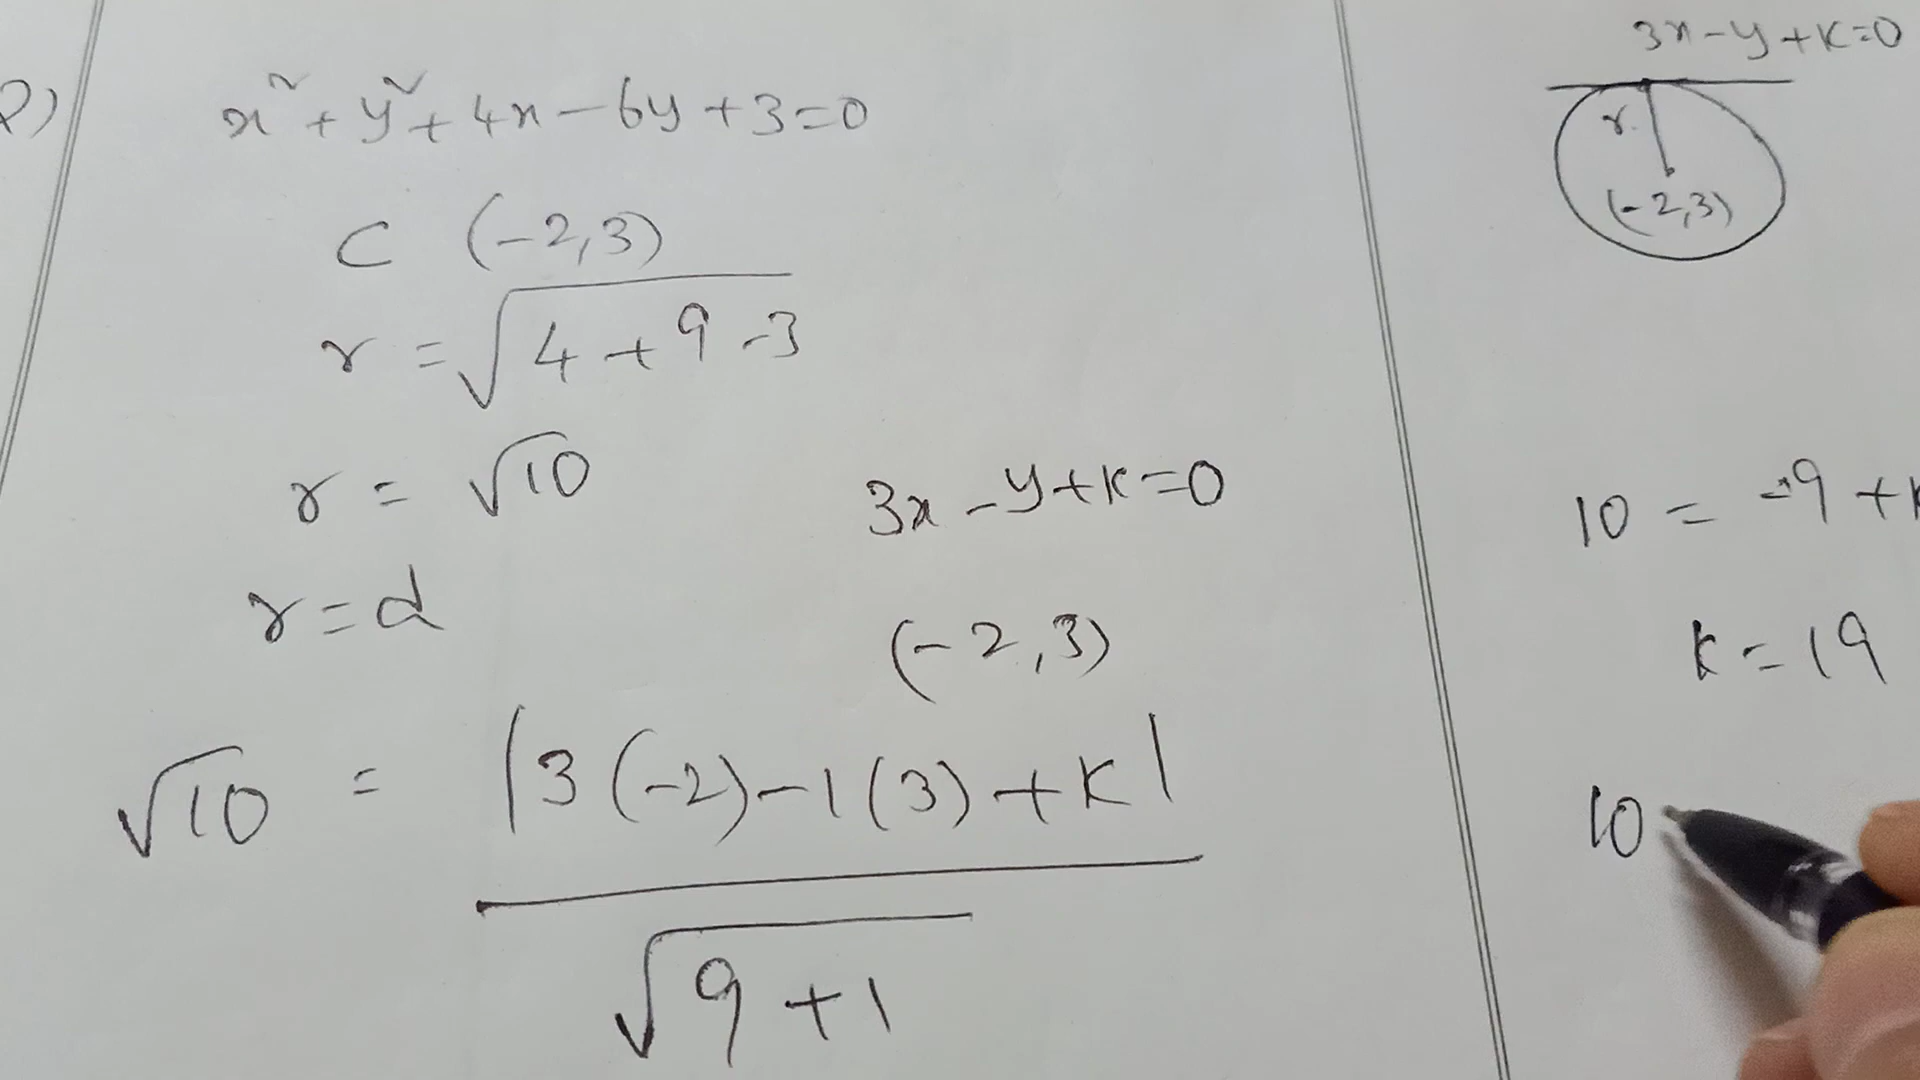 x² + y² + 4x - 6y + 3 = 0
C (-2,3)
r = √4 + 9 - 3
r = √10
3x - y + k = 0
r = d
(-2,3)
√10 = |3(-2) - 1(3) + k|
√9 + 1
3x - y + k = 0
r
(-2,3)
10 = -9 + k
k = 19
10